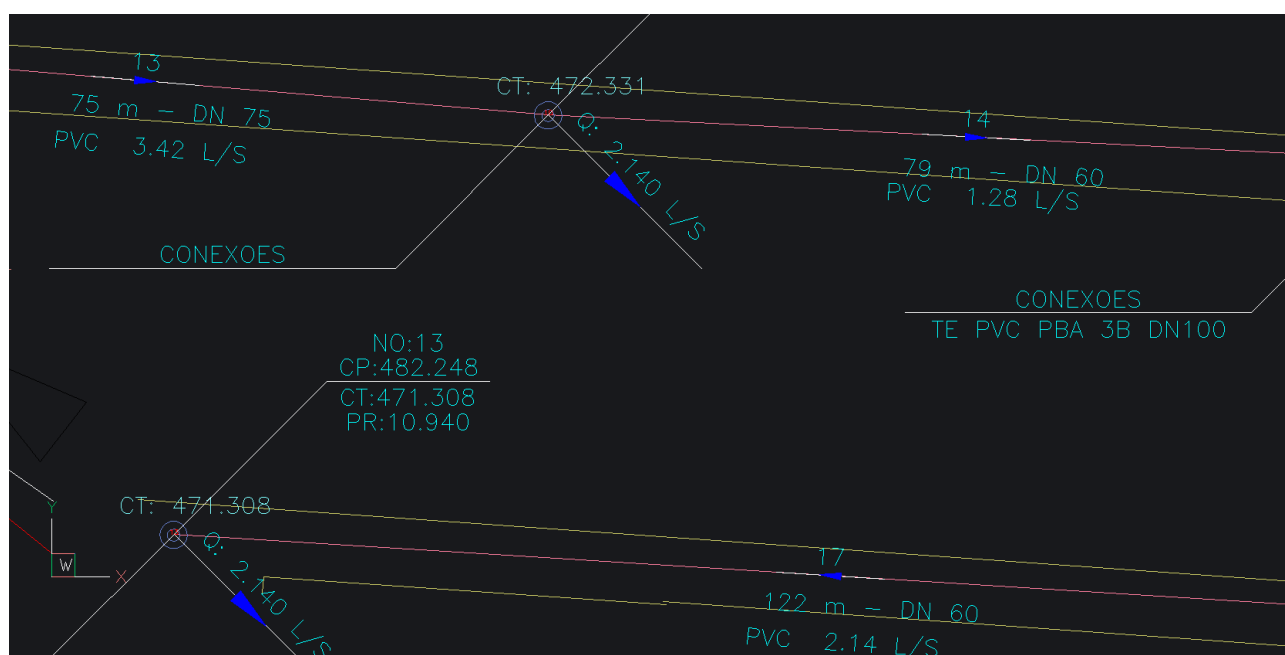 13
CT: 472.331
75 m - DN 75
PVC 3.42 L/S
Q: 2.140 L/S
14
79 m - DN 60
PVC 1.28 L/S
CONEXOES
CONEXOES
TE PVC PBA 3B DN100
NO:13
CP:482.248
CT:471.308
PR:10.940
CT: 471.308
Q: 2.140 L/S
17
122 m - DN 60
PVC 2.14 L/S
Y
W
X